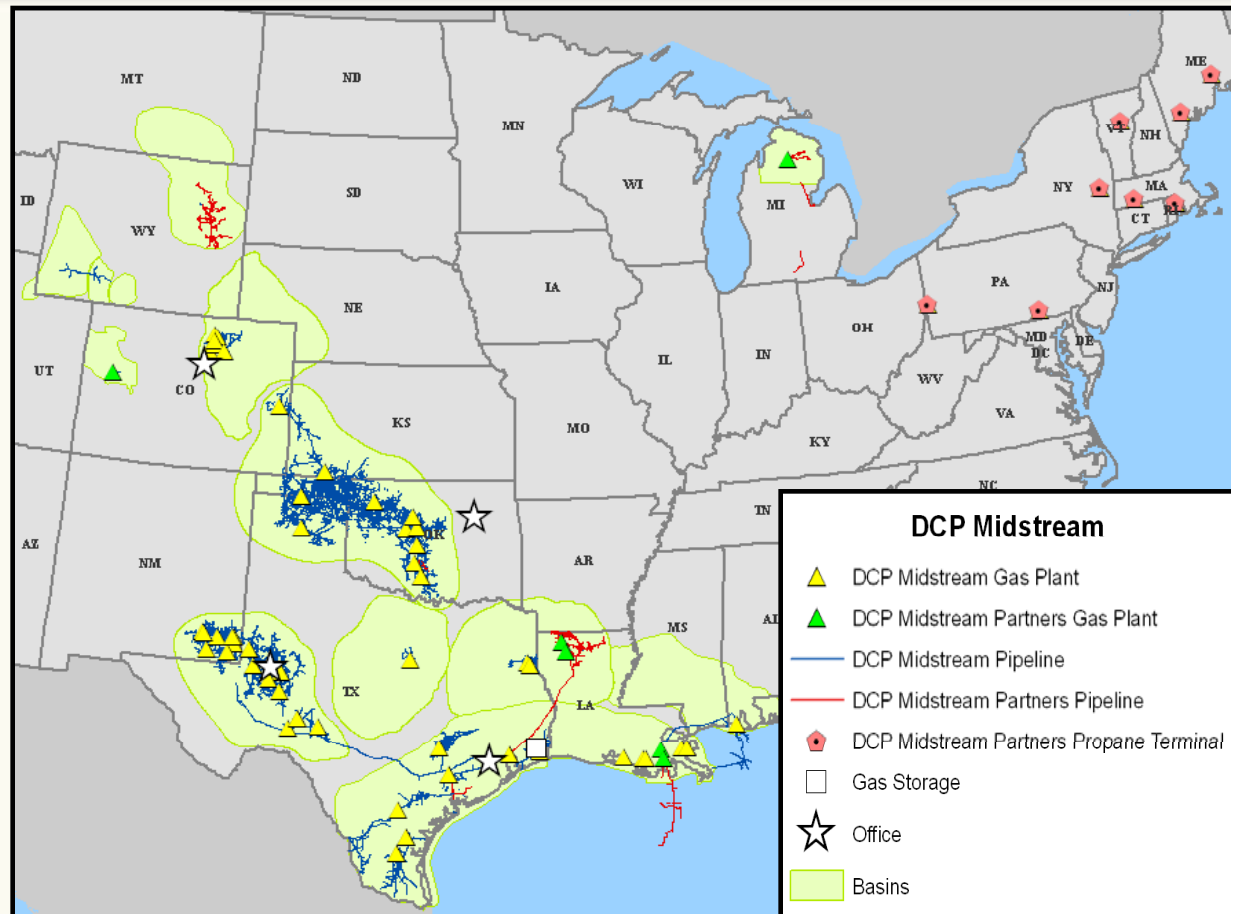 MT
ND
ME
MN
VT
NH
ID
SD
WI
NY
MA
WY
MI
CT
RI
IA
PA
NE
NJ
OH
UT
IL
IN
MD
DE
DC
CO
WV
KS
MO
VA
KY
NC
TN
OK
AZ
NM
AR
MS
AL
TX
LA
DCP Midstream
DCP Midstream Gas Plant
DCP Midstream Partners Gas Plant
DCP Midstream Pipeline
DCP Midstream Partners Pipeline
DCP Midstream Partners Propane Terminal
Gas Storage
Office
Basins